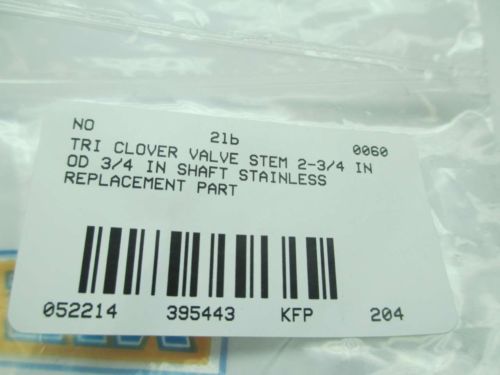 NO 21b 0060
TRI CLOVER VALVE STEM 2-3/4 IN
OD 3/4 IN SHAFT STAINLESS
REPLACEMENT PART
052214 395443 KFP 204